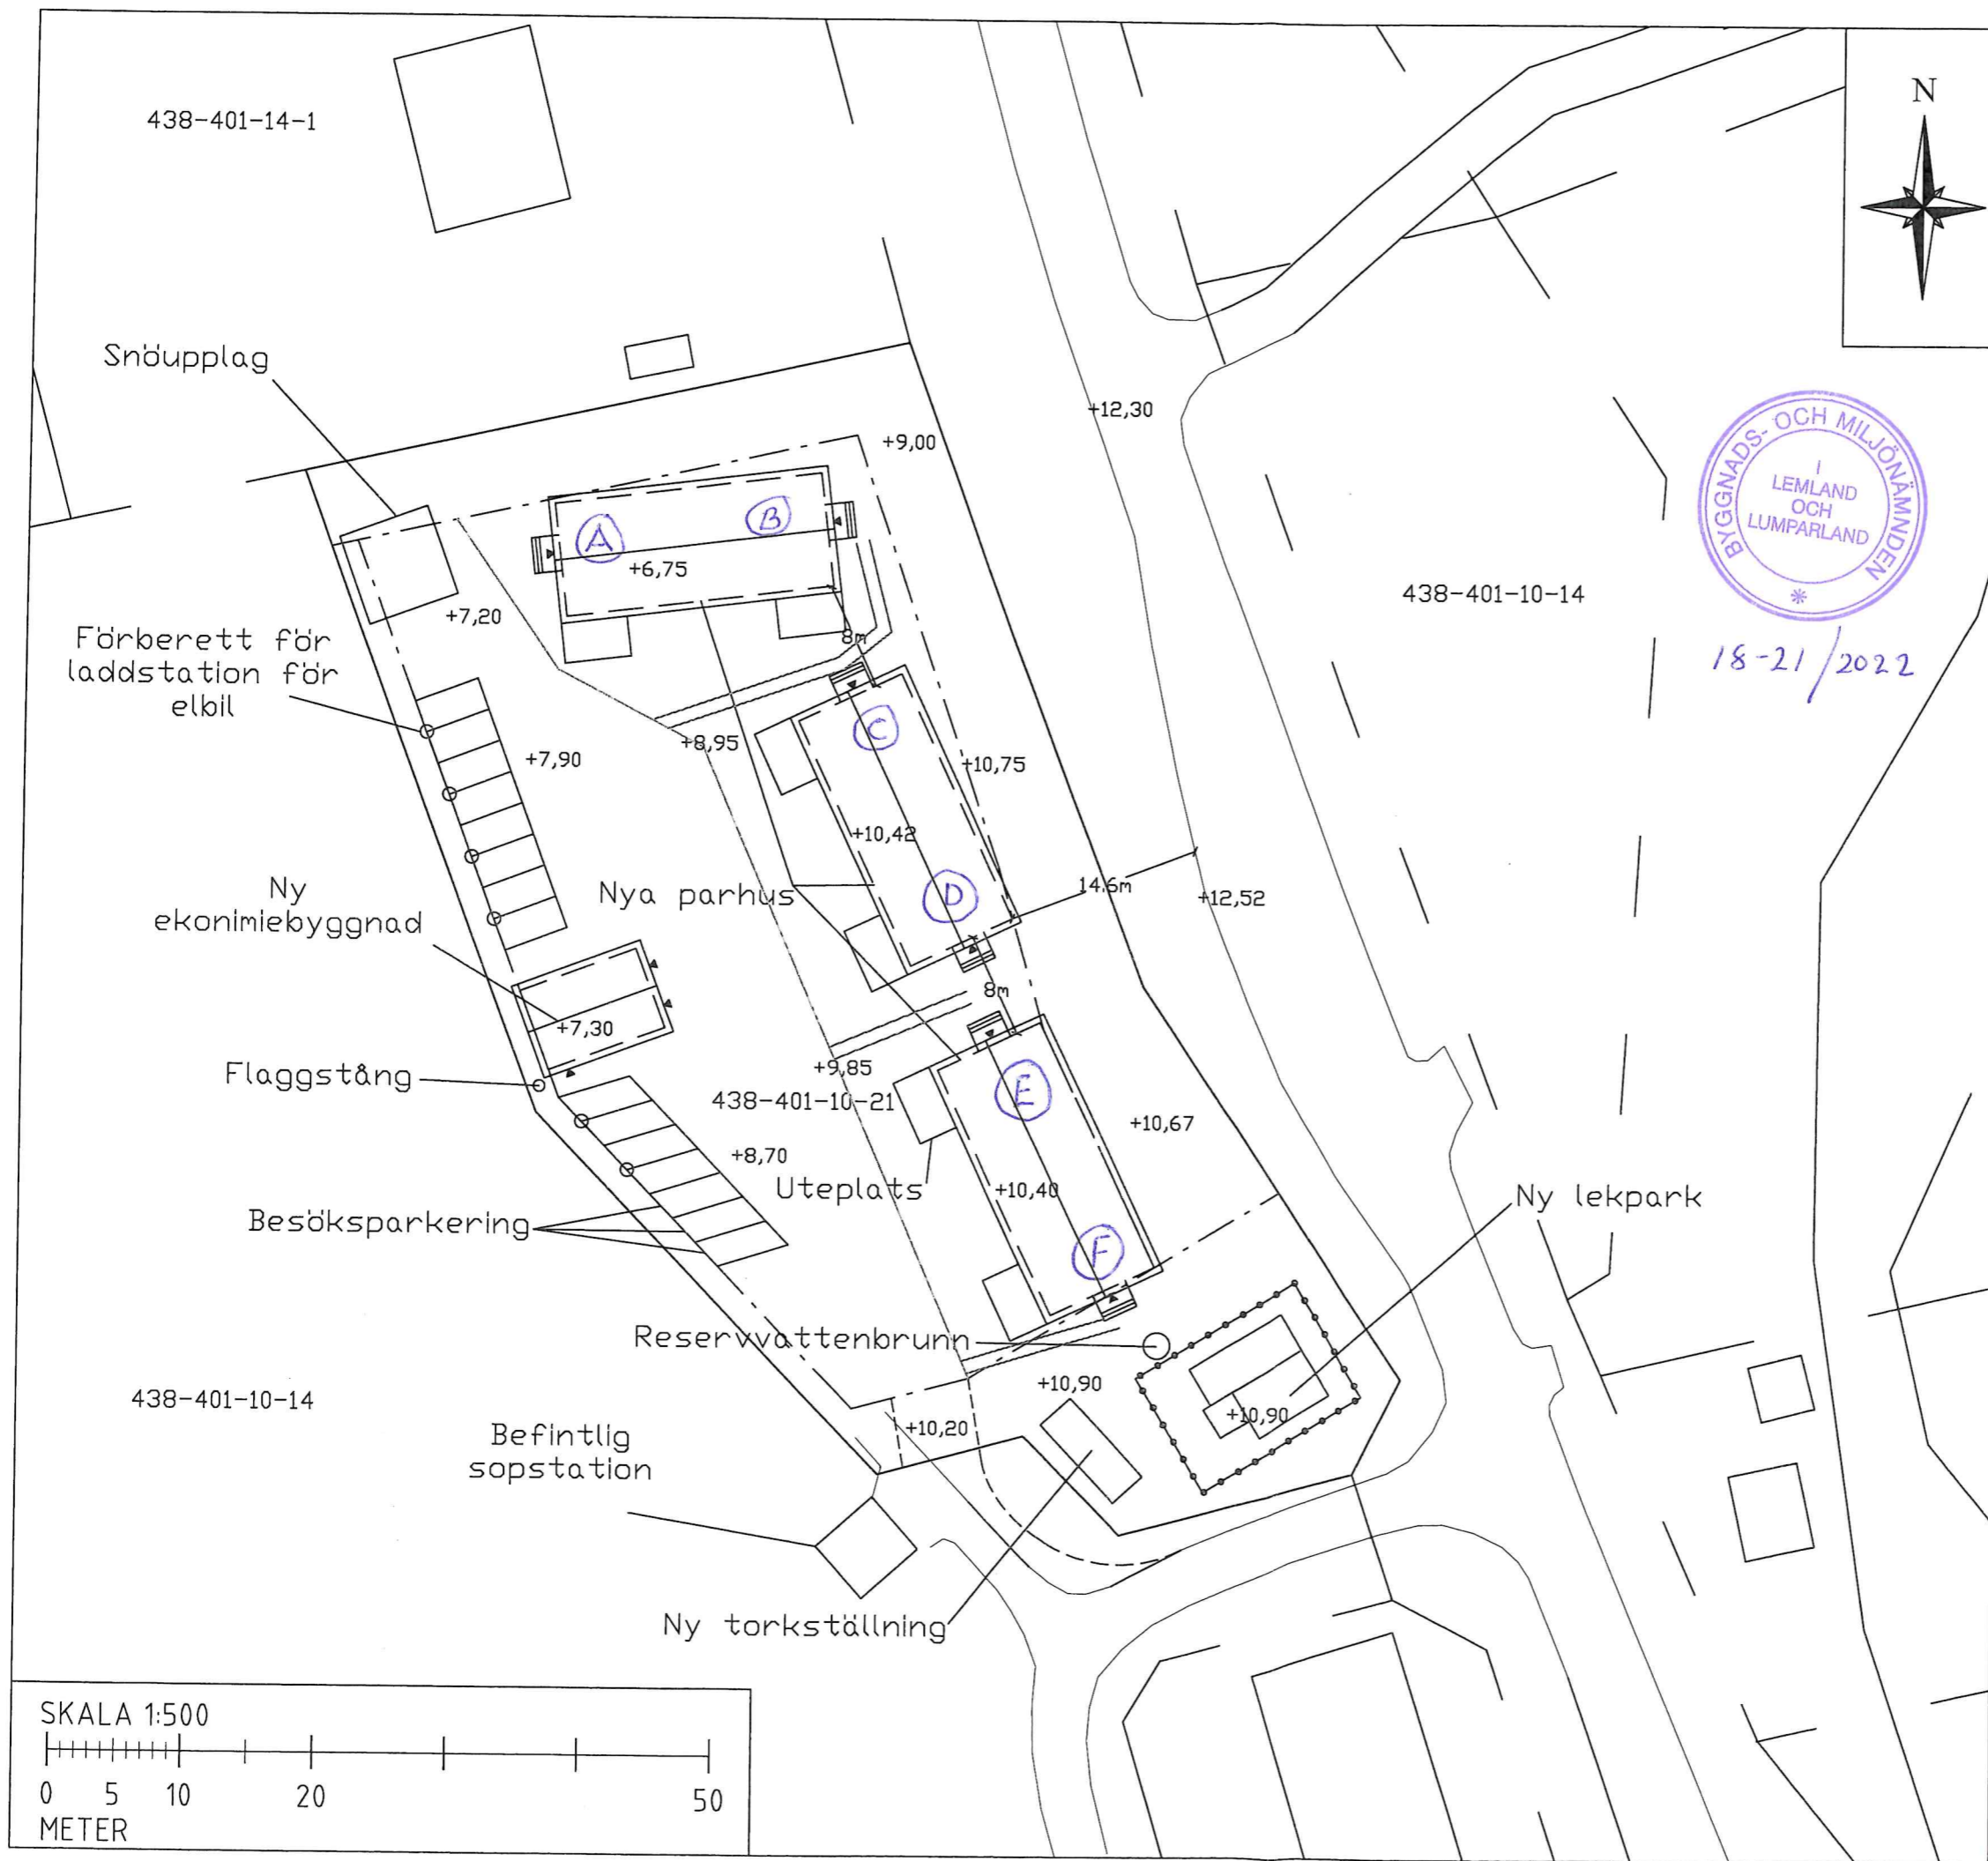 438-401-14-1
N
Snöupplag
+12,30
+9,00
BYGGNADS- OCH MILJÖNÄMNDEN
I
LEMLAND
OCH
LUMPARLAND
18-21/2022
A
B
+6,75
438-401-10-14
+7,20
Förberett för
laddstation för
elbil
8m
C
+8,95
+7,90
+10,75
+10,42
Ny
ekonimiebyggnad
Nya parhus
D
14.6m
+12,52
8m
+7,30
Flaggstång
+9,85
438-401-10-21
E
+10,67
+8,70
Uteplats
+10,40
Ny lekpark
Besöksparkering
F
Reservvattenbrunn
438-401-10-14
+10,90
+10,90
+10,20
Befintlig
sopstation
Ny torkställning
SKALA 1:500
0 5 10 20 50
METER